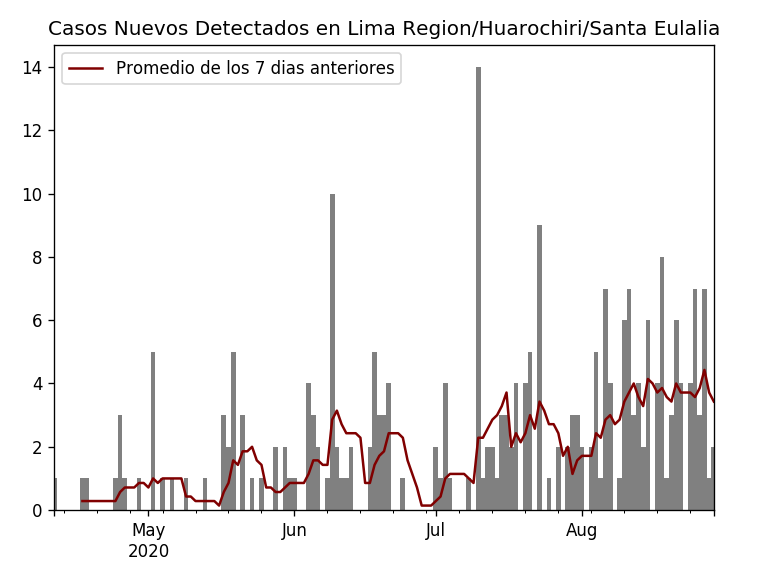 Casos Nuevos Detectados en Lima Region/Huarochiri/Santa Eulalia
Promedio de los 7 dias anteriores
14
12
10
8
6
4
2
0
May
2020
Jun
Jul
Aug